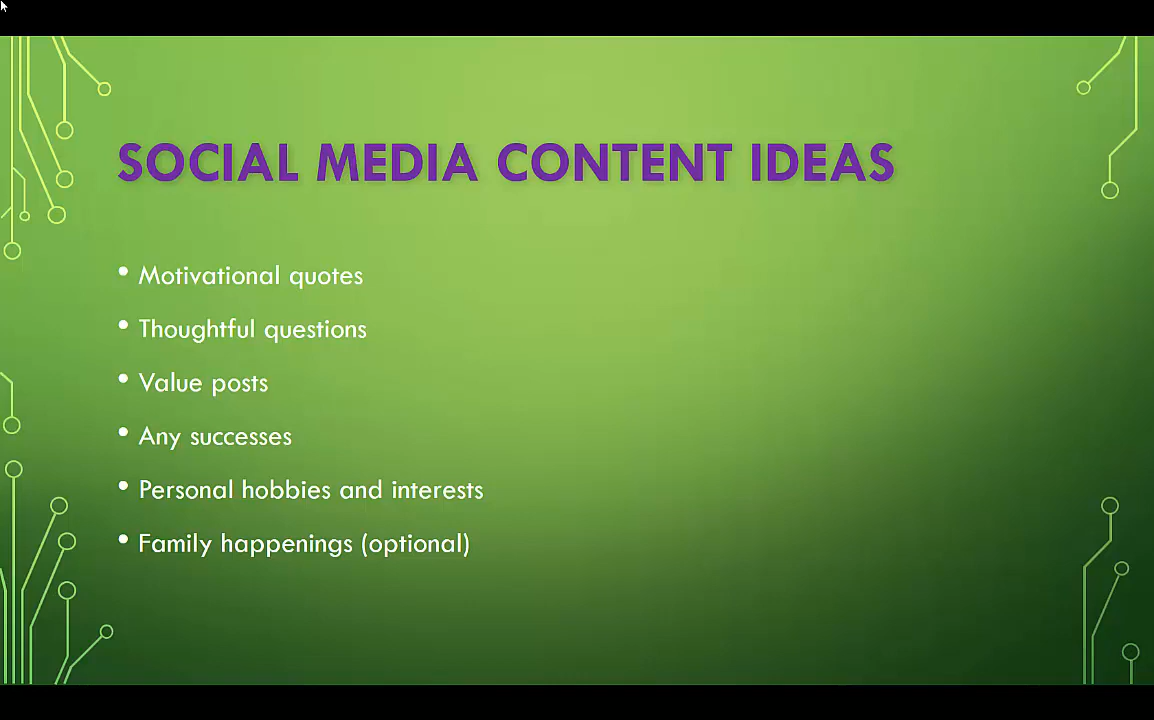 SOCIAL MEDIA CONTENT IDEAS
• Motivational quotes
• Thoughtful questions
• Value posts
• Any successes
• Personal hobbies and interests
• Family happenings (optional)